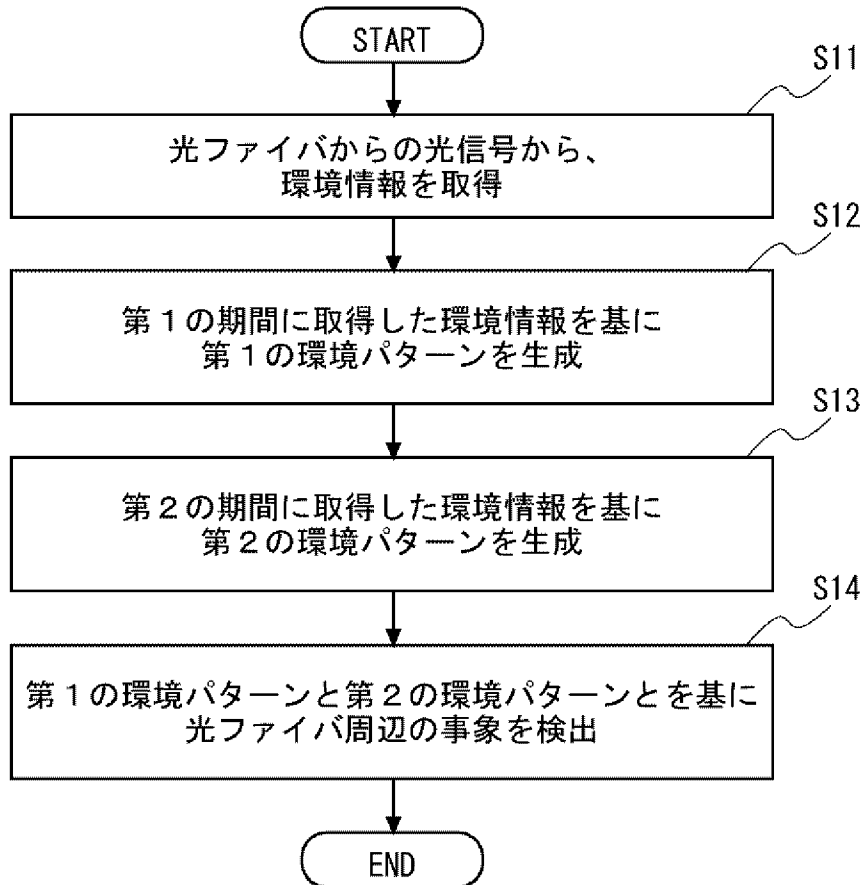 START
S11
光ファイバからの光信号から、
環境情報を取得
S12
第１の期間に取得した環境情報を基に
第１の環境パターンを生成
S13
第２の期間に取得した環境情報を基に
第２の環境パターンを生成
S14
第１の環境パターンと第２の環境パターンとを基に
光ファイバ周辺の事象を検出
END